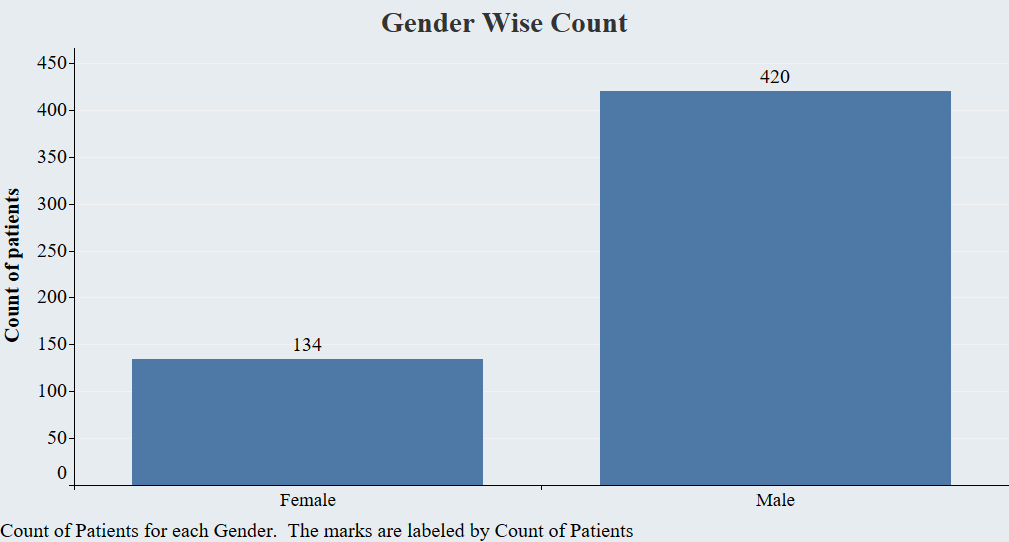 Gender Wise Count
450
400
350
300
250
200
150
100
50
0
Count of patients
134
420
Female
Male
Count of Patients for each Gender.  The marks are labeled by Count of Patients